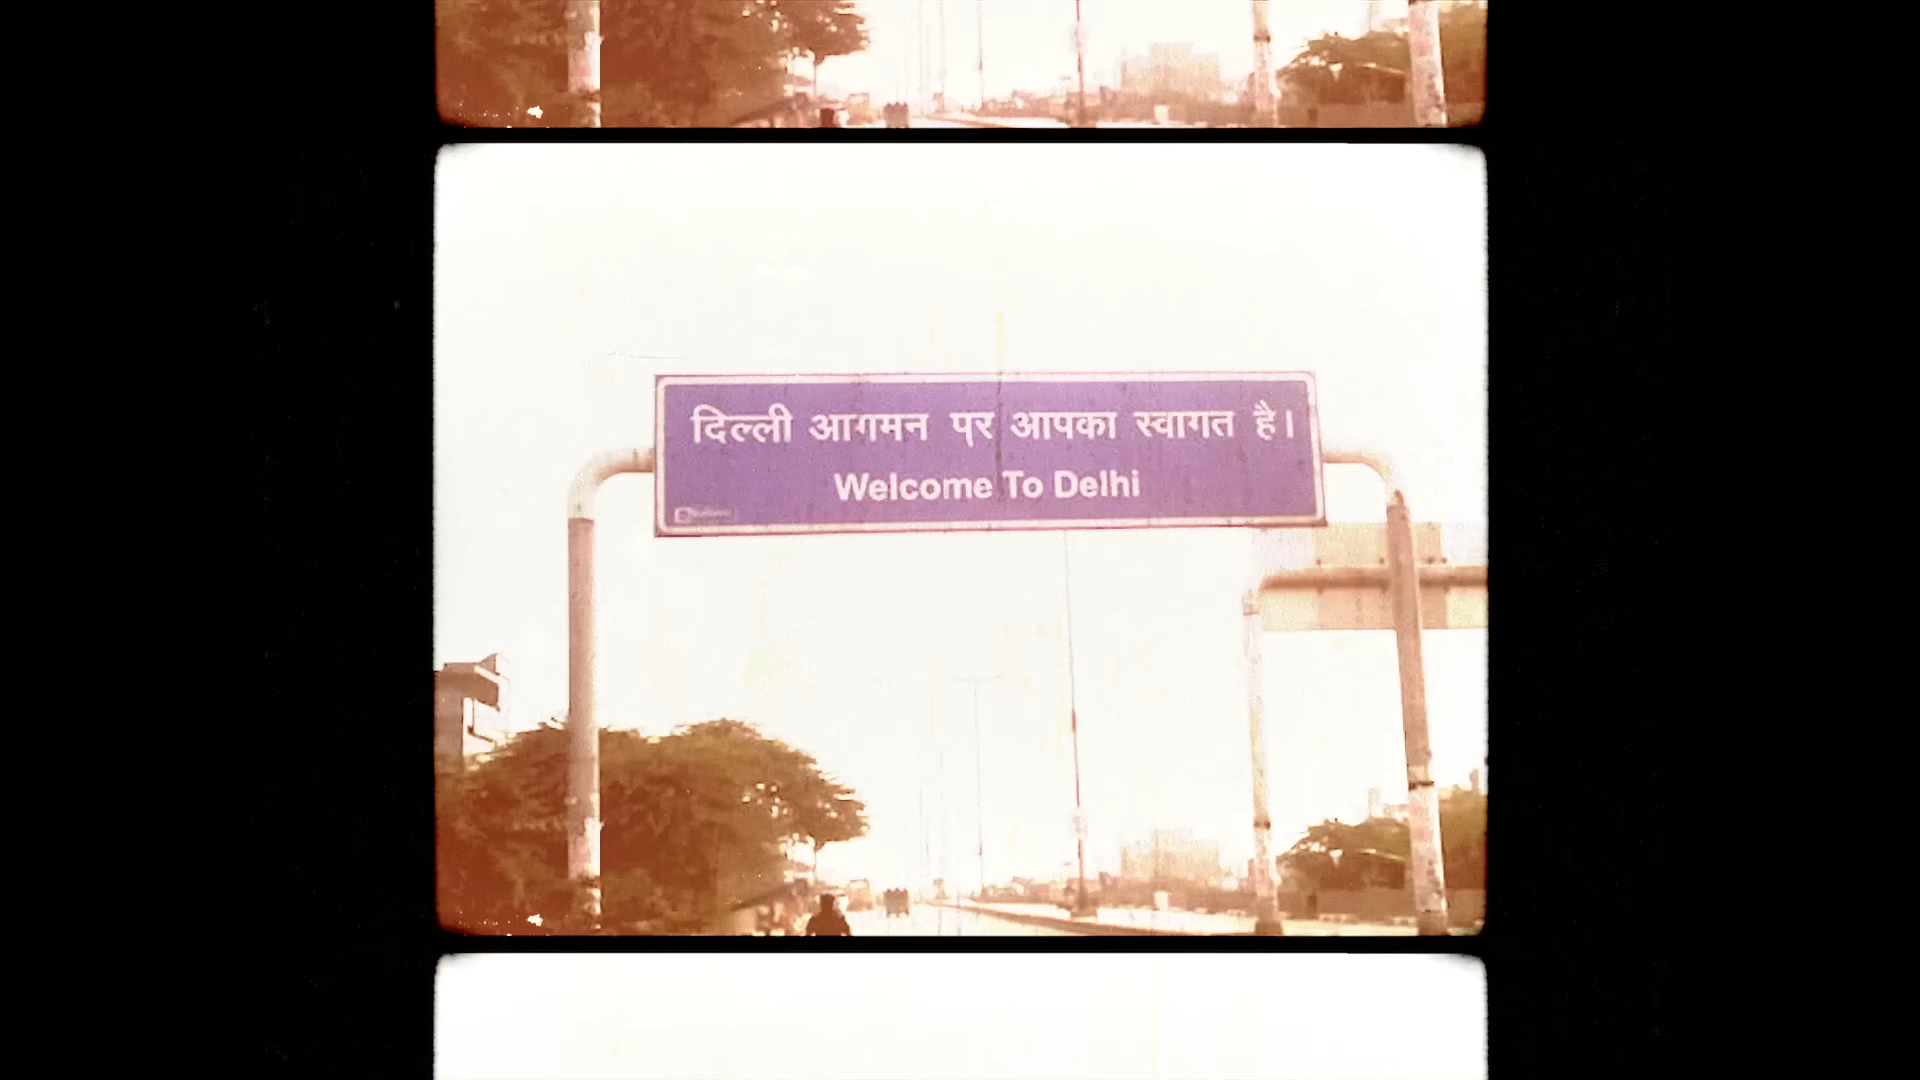 दिल्ली आगमन पर आपका स्वागत है।
Welcome To Delhi